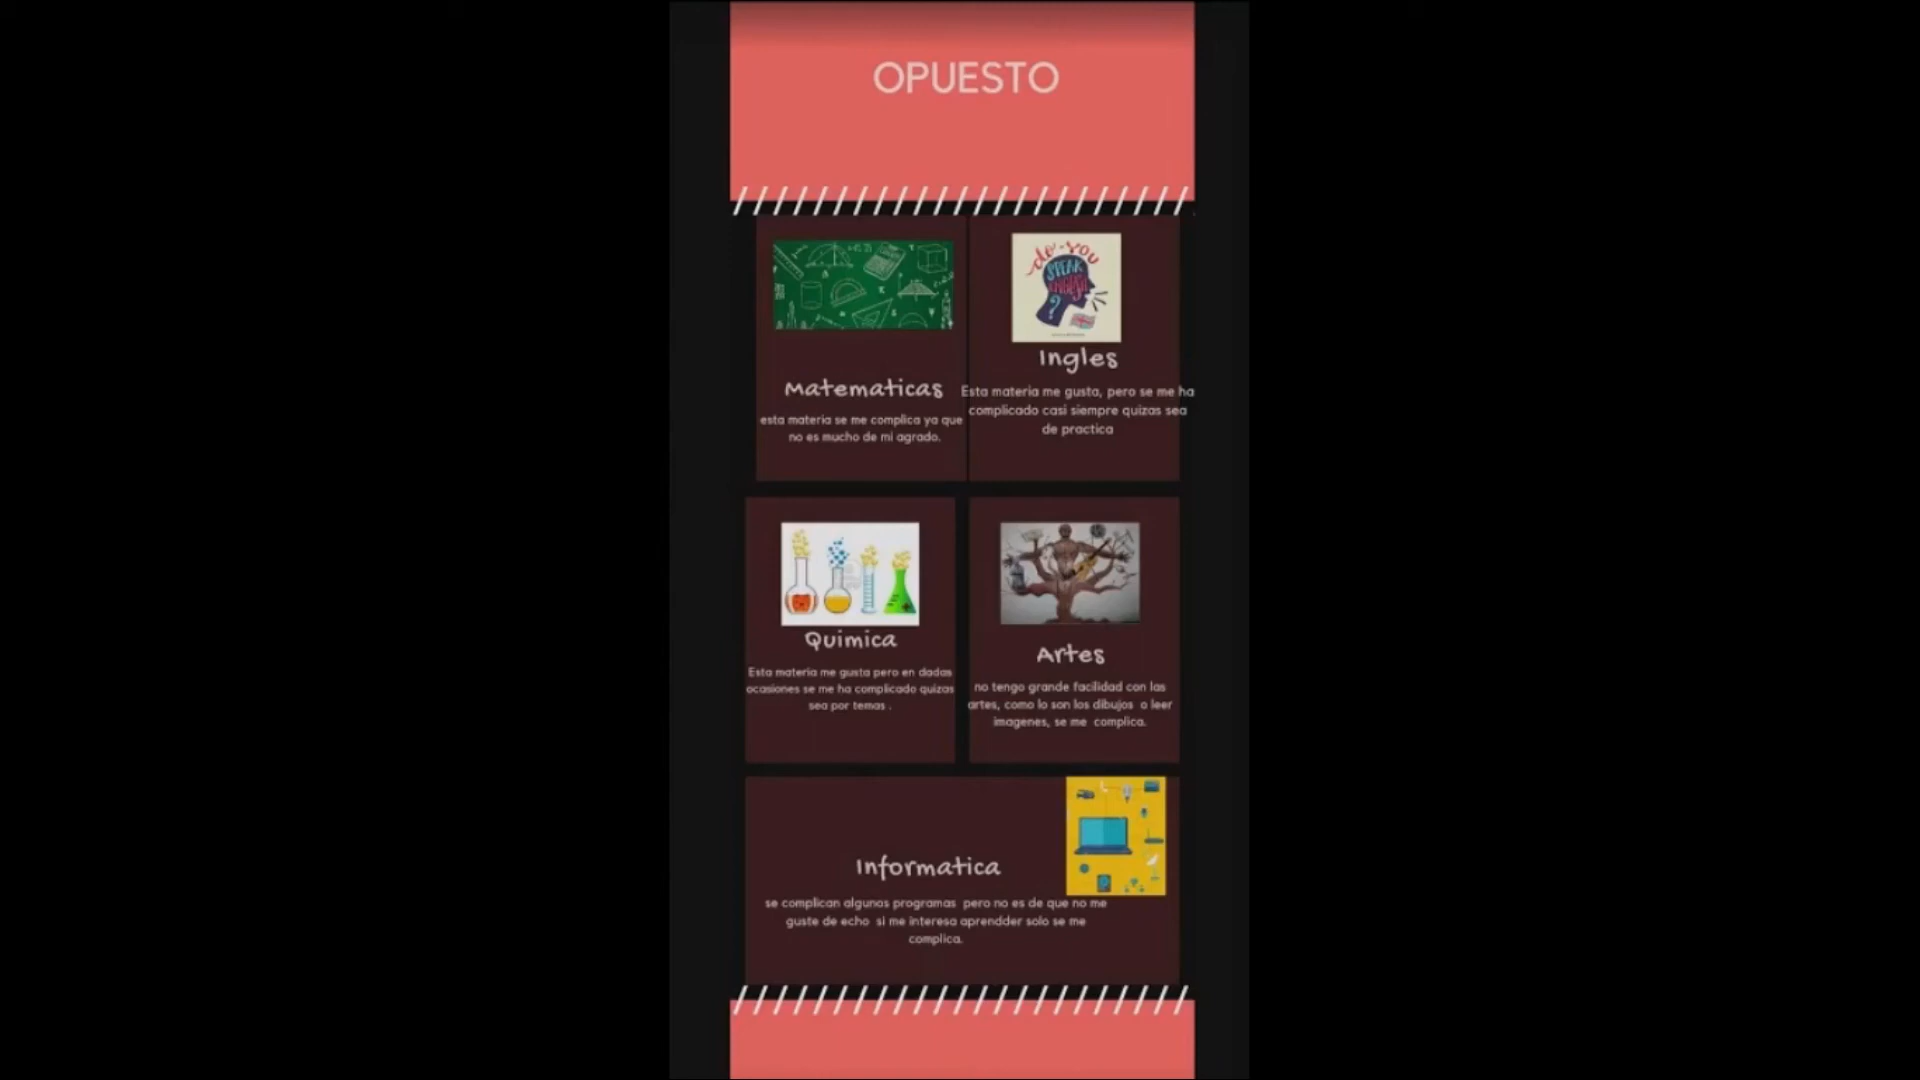 OPUESTO
do you
SPEAK
ENGLISH
?
Matematicas
esta materia se me complica ya que
no es mucho de mi agrado.
Ingles
Esta materia me gusta, pero se me ha
complicado casi siempre quizas sea
de practica
Quimica
Esta materia me gusta pero en dadas
ocasiones se me ha complicado quizas
sea por temas .
Artes
no tengo grande facilidad con las
artes, como lo son los dibujos o leer
imagenes, se me complica.
Informatica
se complican algunos programas pero no es de que no me
guste de echo si me interesa aprendder solo se me
complica.